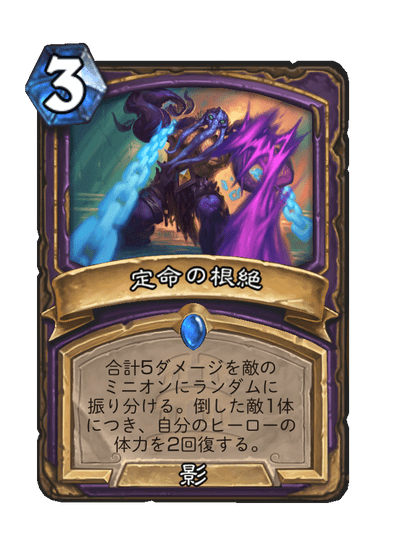 3
定命の根絶
合計5ダメージを敵の
ミニオンにランダムに
振り分ける。倒した敵1体
につき、自分のヒーローの
体力を2回復する。
影